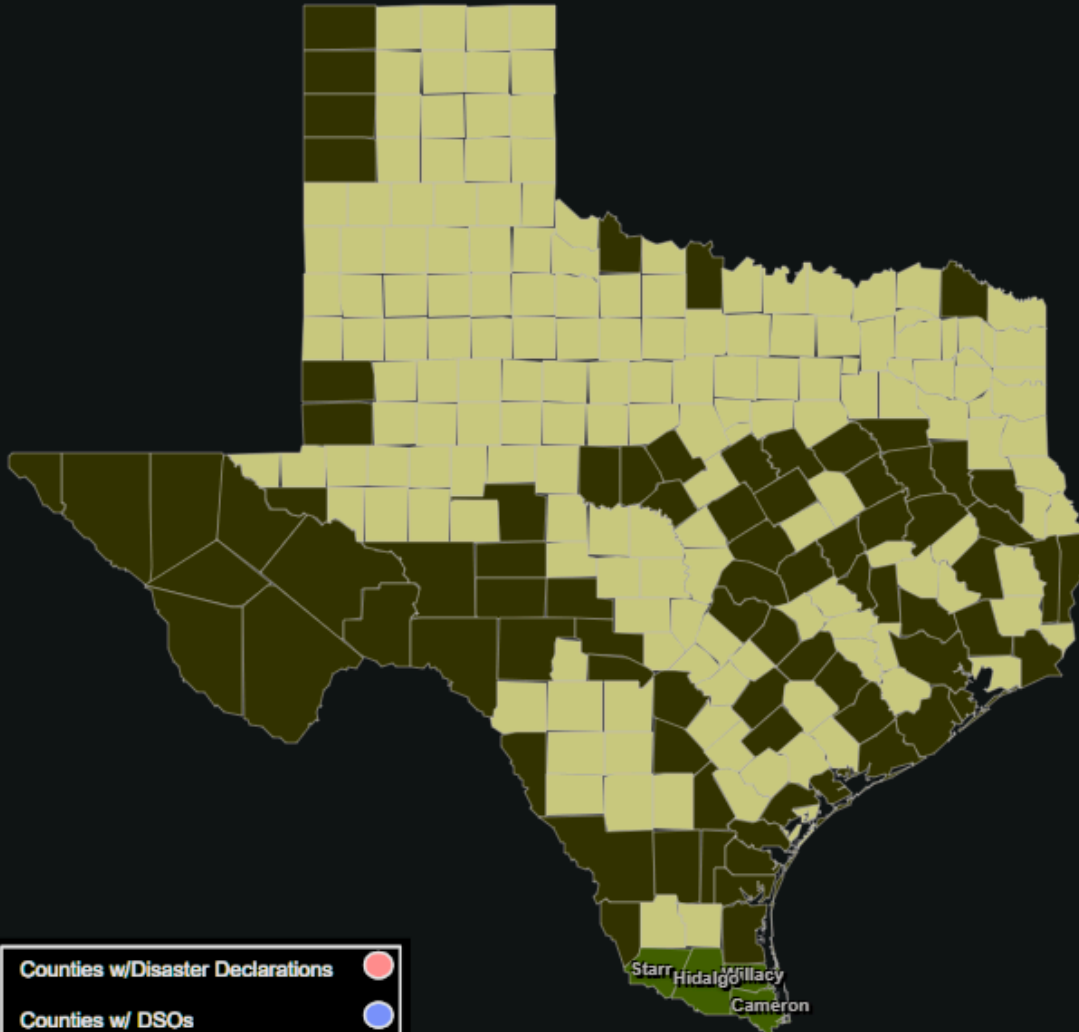 Starr
Hidalgo
Willacy
Cameron
Counties w/Disaster Declarations
Counties w/ DSOs